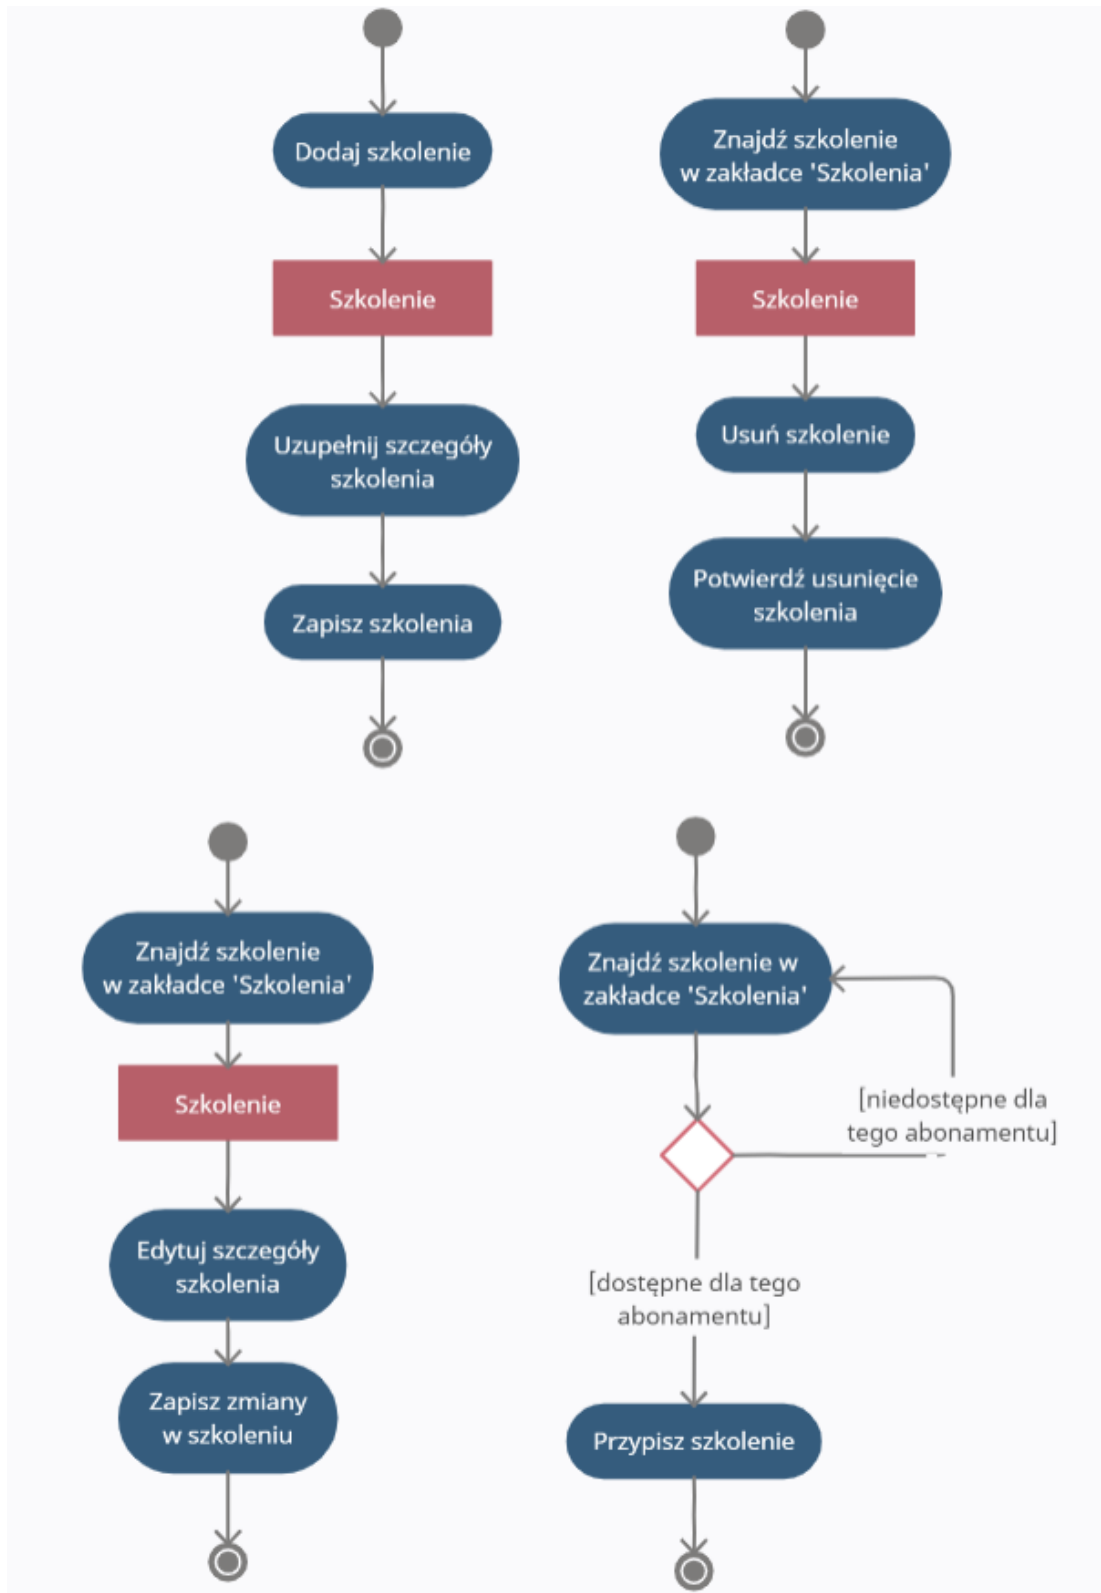 Dodaj szkolenie
Szkolenie
Uzupełnij szczegóły
szkolenia
Zapisz szkolenia
Znajdź szkolenie
w zakładce 'Szkolenia'
Szkolenie
Usuń szkolenie
Potwierdź usunięcie
szkolenia
Znajdź szkolenie
w zakładce 'Szkolenia'
Szkolenie
Edytuj szczegóły
szkolenia
Zapisz zmiany
w szkoleniu
Znajdź szkolenie w
zakładce 'Szkolenia'
[niedostępne dla
tego abonamentu]
[dostępne dla tego
abonamentu]
Przypisz szkolenie